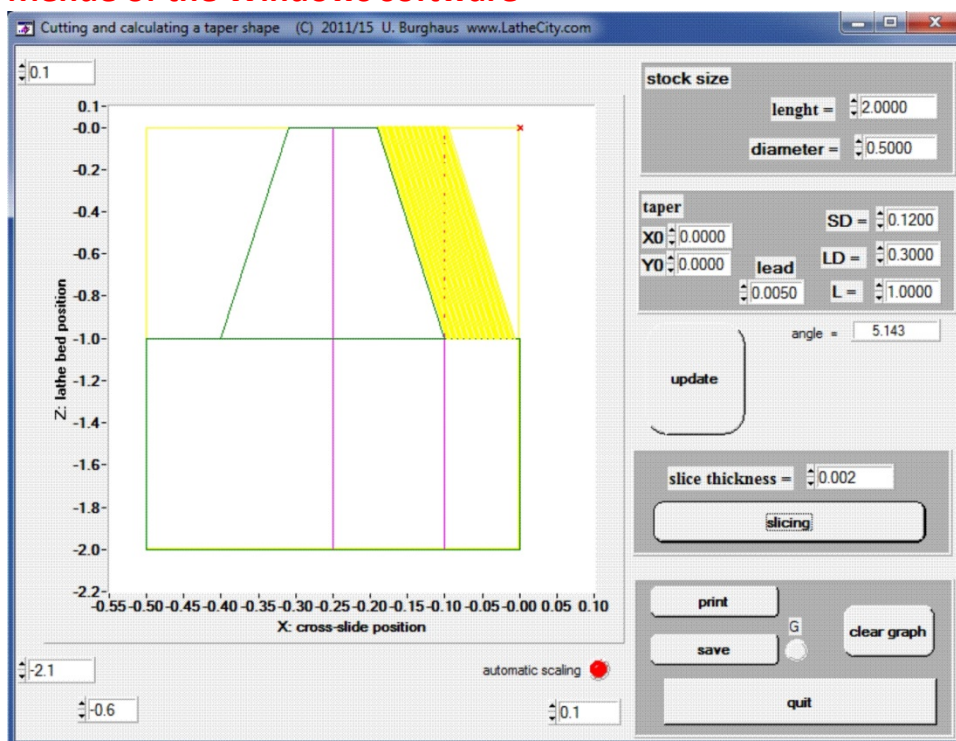 Menus of the Windows software
Cutting and calculating a taper shape (C) 2011/15 U. Burghaus www.LatheCity.com
0.1
0.1
-0.0
-0.2
-0.4
-0.6
-0.8
-1.0
-1.2
-1.4
-1.6
-1.8
-2.0
-2.2
Z: lathe bed position
-0.55 -0.50 -0.45 -0.40 -0.35 -0.30 -0.25 -0.20 -0.15 -0.10 -0.05 -0.00 0.05 0.10
X: cross-slide position
-2.1
automatic scaling
-0.6
0.1
stock size
lenght = 2.0000
diameter = 0.5000
taper
X0 0.0000
Y0 0.0000
lead
0.0050
SD = 0.1200
LD = 0.3000
L = 1.0000
angle = 5.143
update
slice thickness = 0.002
slicing
print
save
G
clear graph
quit